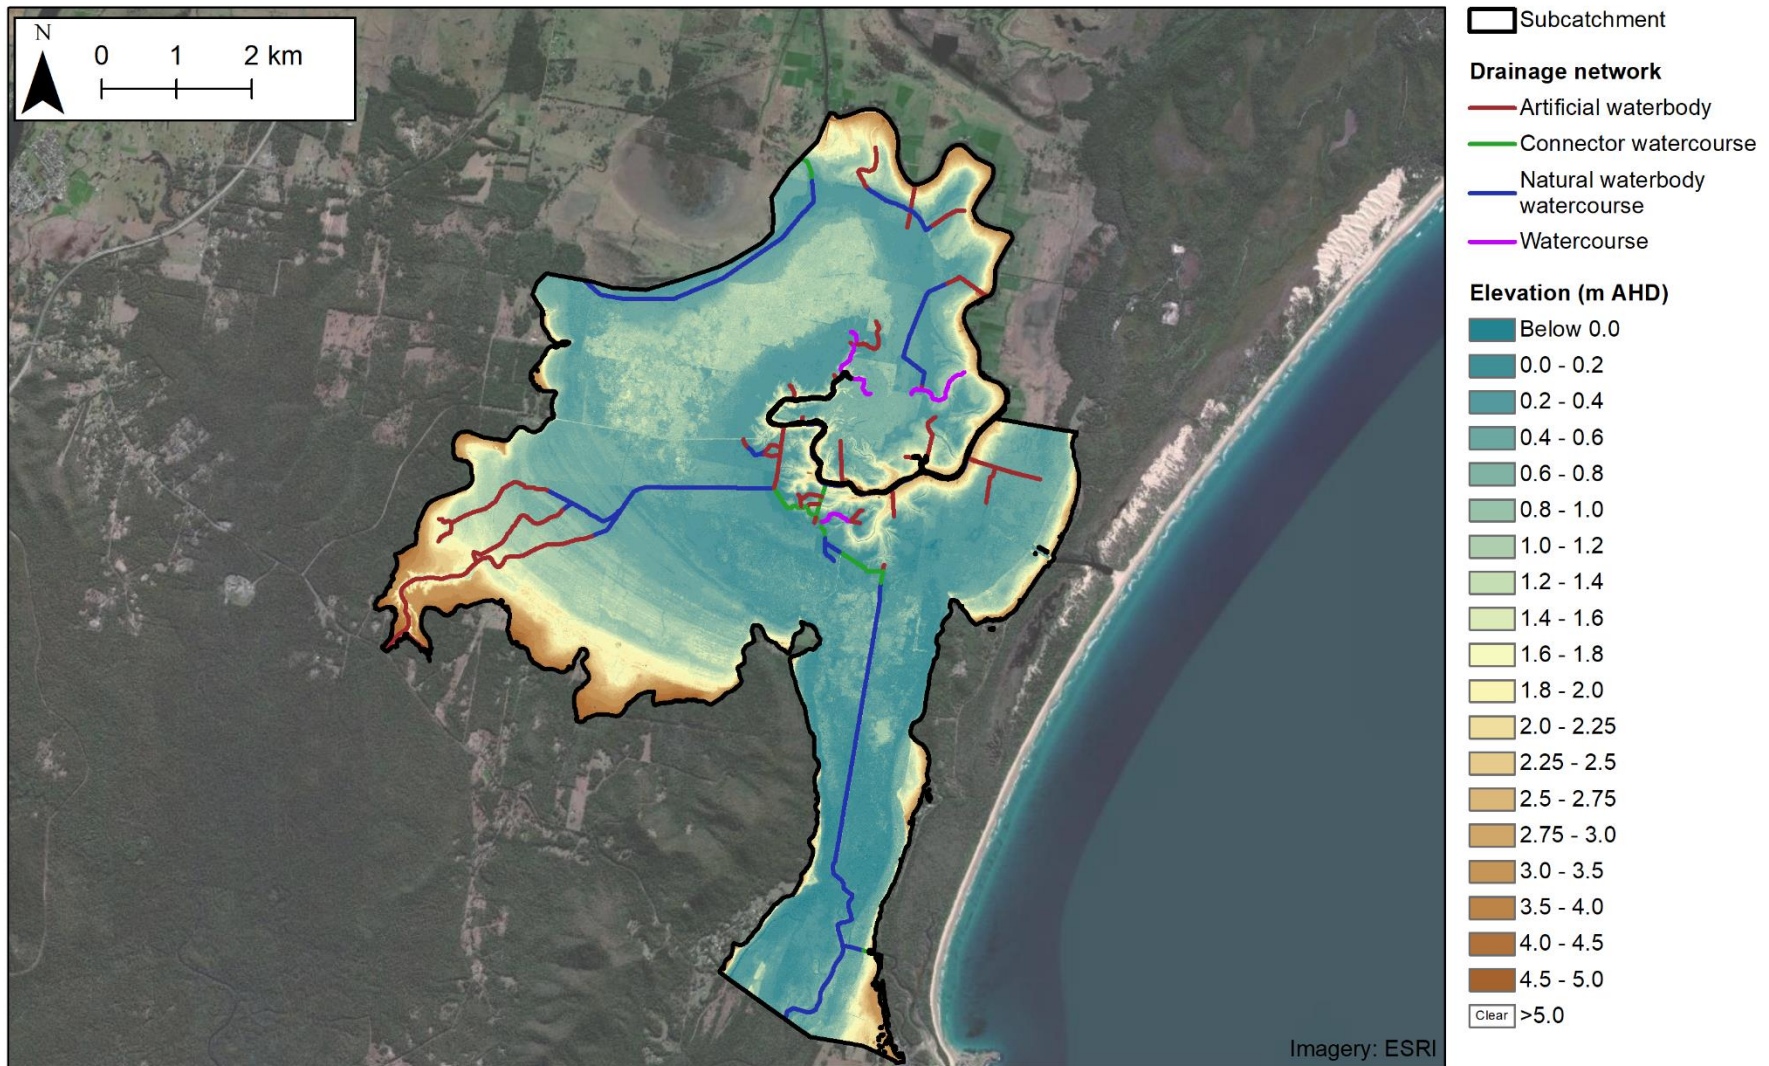 N
0 1 2 km
Subcatchment
Drainage network
Artificial waterbody
Connector watercourse
Natural waterbody
watercourse
Watercourse
Elevation (m AHD)
Below 0.0
0.0 - 0.2
0.2 - 0.4
0.4 - 0.6
0.6 - 0.8
0.8 - 1.0
1.0 - 1.2
1.2 - 1.4
1.4 - 1.6
1.6 - 1.8
1.8 - 2.0
2.0 - 2.25
2.25 - 2.5
2.5 - 2.75
2.75 - 3.0
3.0 - 3.5
3.5 - 4.0
4.0 - 4.5
4.5 - 5.0
Clear >5.0
Imagery: ESRI